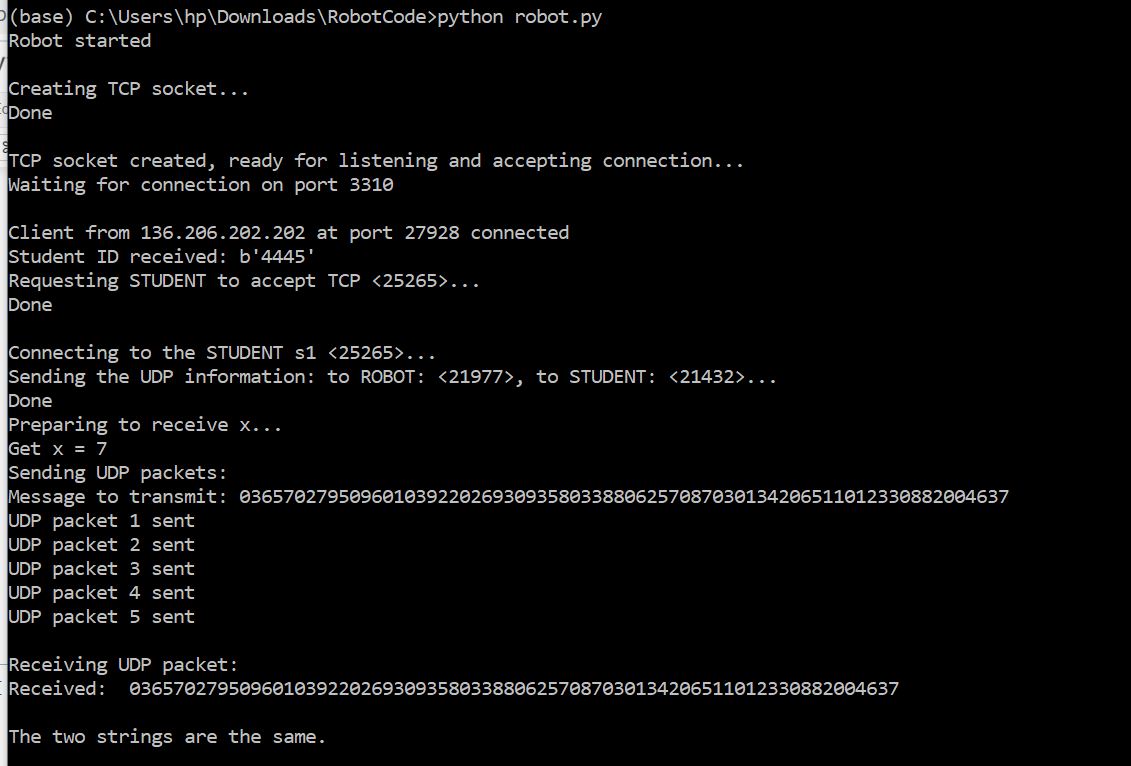 (base) C:\Users\hp\Downloads\RobotCode>python robot.py
Robot started
Creating TCP socket...
Done
TCP socket created, ready for listening and accepting connection...
Waiting for connection on port 3310
Client from 136.206.202.202 at port 27928 connected
Student ID received: b'4445'
Requesting STUDENT to accept TCP <25265>...
Done
Connecting to the STUDENT s1 <25265>...
Sending the UDP information: to ROBOT: <21977>, to STUDENT: <21432>...
Done
Preparing to receive x...
Get x = 7
Sending UDP packets:
Message to transmit: 0365702795096010392202693093580338806257087030134206511012330882004637
UDP packet 1 sent
UDP packet 2 sent
UDP packet 3 sent
UDP packet 4 sent
UDP packet 5 sent
Receiving UDP packet:
Received:  0365702795096010392202693093580338806257087030134206511012330882004637
The two strings are the same.